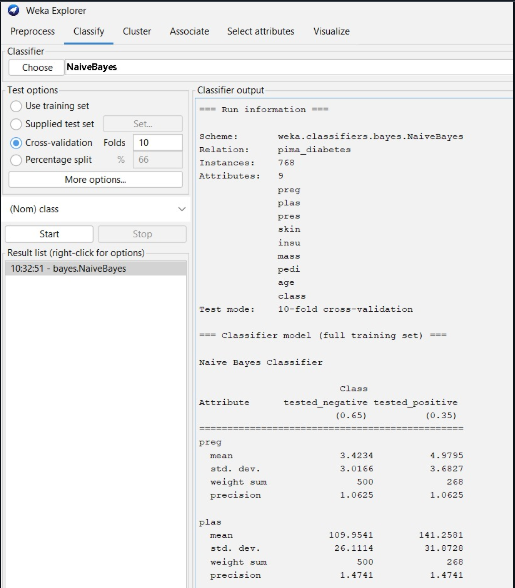 Weka Explorer
Preprocess Classify Cluster Associate Select attributes Visualize
Classifier
Choose NaiveBayes
Test options
Use training set
Supplied test set Set...
Cross-validation Folds 10
Percentage split % 66
More options...
(Nom) class
Start Stop
Result list (right-click for options)
10:32:51 - bayes.NaiveBayes
Classifier output
=== Run information ===
Scheme: weka.classifiers.bayes.NaiveBayes
Relation: pima_diabetes
Instances: 768
Attributes: 9
preg
plas
pres
skin
insu
mass
pedi
age
class
Test mode: 10-fold cross-validation
=== Classifier model (full training set) ===
Naive Bayes Classifier
Class
Attribute tested_negative tested_positive
(0.65) (0.35)
===============================================
preg
mean 3.4234 4.9795
std. dev. 3.0166 3.6827
weight sum 500 268
precision 1.0625 1.0625
plas
mean 109.9541 141.2581
std. dev. 26.1114 31.8728
weight sum 500 268
precision 1.4741 1.4741